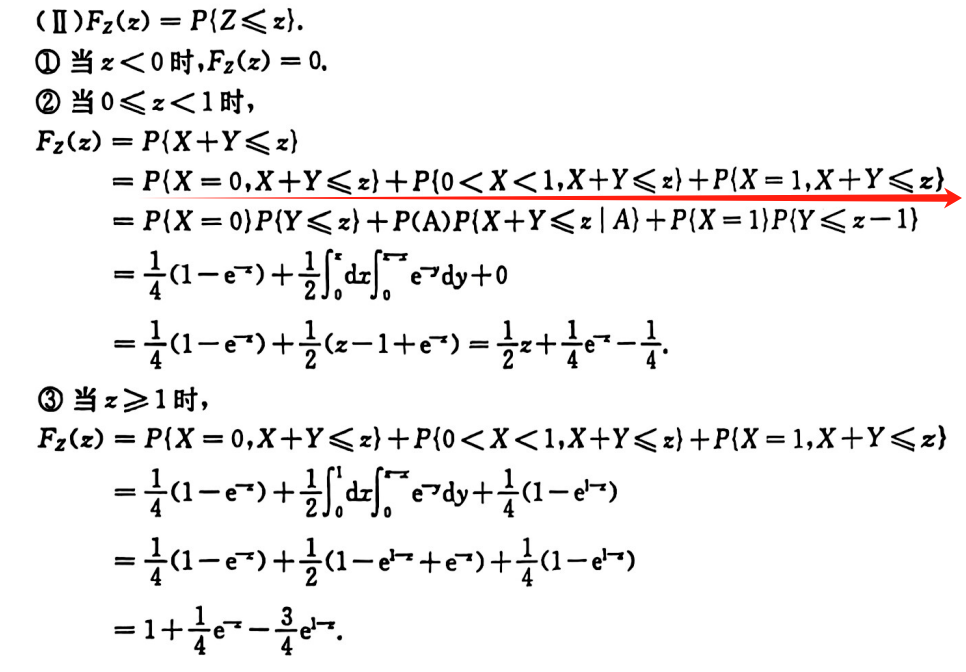 (Ⅱ)F_Z(z) = P{Z⩽z}.
① 当 z<0 时,F_Z(z) = 0.
② 当 0⩽z<1 时,
F_Z(z) = P{X+Y⩽z}
= P{X = 0,X+Y⩽z}+P{0<X<1,X+Y⩽z}+P{X = 1,X+Y⩽z}
= P{X = 0}P{Y⩽z}+P(A)P{X+Y⩽z | A}+P{X = 1}P{Y⩽z−1}
= 1/4(1−e^{−z})+1/2∫_0^z dx∫_0^{z−x} e^{−y}dy+0
= 1/4(1−e^{−z})+1/2(z−1+e^{−z}) = 1/2z+1/4e^{−z}−1/4.
③ 当 z⩾1 时,
F_Z(z) = P{X = 0,X+Y⩽z}+P{0<X<1,X+Y⩽z}+P{X = 1,X+Y⩽z}
= 1/4(1−e^{−z})+1/2∫_0^1 dx∫_0^{z−x} e^{−y}dy+1/4(1−e^{1−z})
= 1/4(1−e^{−z})+1/2(1−e^{1−z}+e^{−z})+1/4(1−e^{1−z})
= 1+1/4e^{−z}−3/4e^{1−z}.